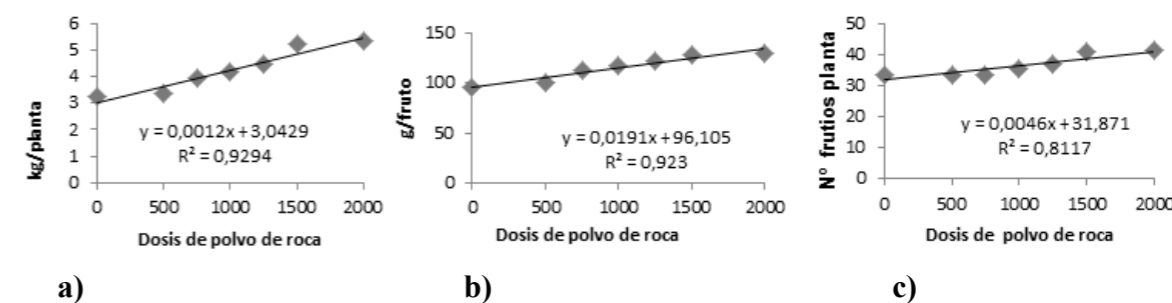 kg/planta
6
5
4
3
2
1
0
y = 0,0012x + 3,0429
R² = 0,9294
0 500 1000 1500 2000
Dosis de polvo de roca
a)
g/fruto
150
100
50
0
y = 0,0191x + 96,105
R² = 0,923
0 500 1000 1500 2000
Dosis de polvo de roca
b)
Nº frutios planta
50
40
30
20
10
0
y = 0,0046x + 31,871
R² = 0,8117
0 500 1000 1500 2000
Dosis de polvo de roca
c)